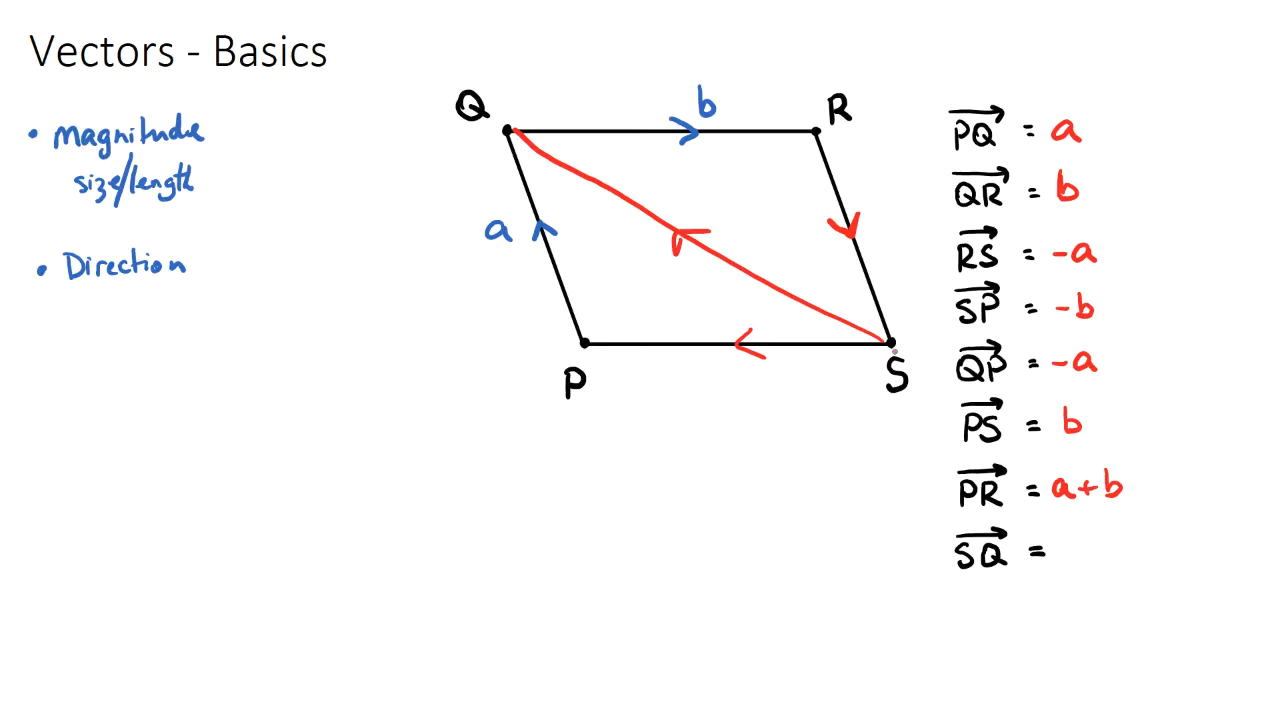 Vectors - Basics
• Magnitude
size/length
• Direction
Q
b
R
a
P
S
PQ = a
QR = b
RS = -a
SP = -b
QP = -a
PS = b
PR = a+b
SQ =